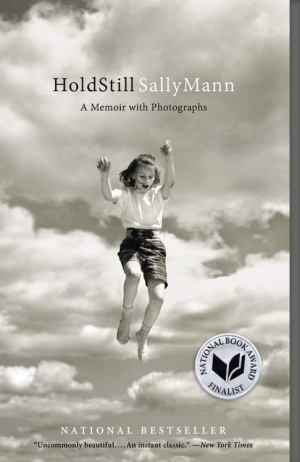 HoldStill SallyMann
A Memoir with Photographs
NATIONAL BOOK AWARD
FINALIST
NATIONAL BESTSELLER
"Uncommonly beautiful. . . . An instant classic." —New York Times